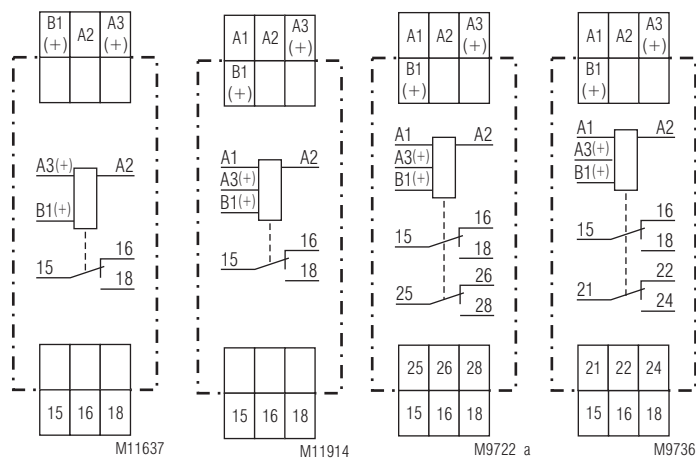 B1 (+) A2 A3 (+)
A3(+) A2
B1(+)
15 16 18
15 16 18
M11637
A1 A2 A3 (+)
B1 (+)
A1 A2
A3(+)
B1(+)
15 16 18
15 16 18
M11914
A1 A2 A3 (+)
B1 (+)
A1 A2
A3(+)
B1(+)
15 16 18
25 26 28
25 26 28
15 16 18
M9722 a
A1 A2 A3 (+)
B1 (+)
A1 A2
A3(+)
B1(+)
15 16 18
21 22 24
21 22 24
15 16 18
M9736